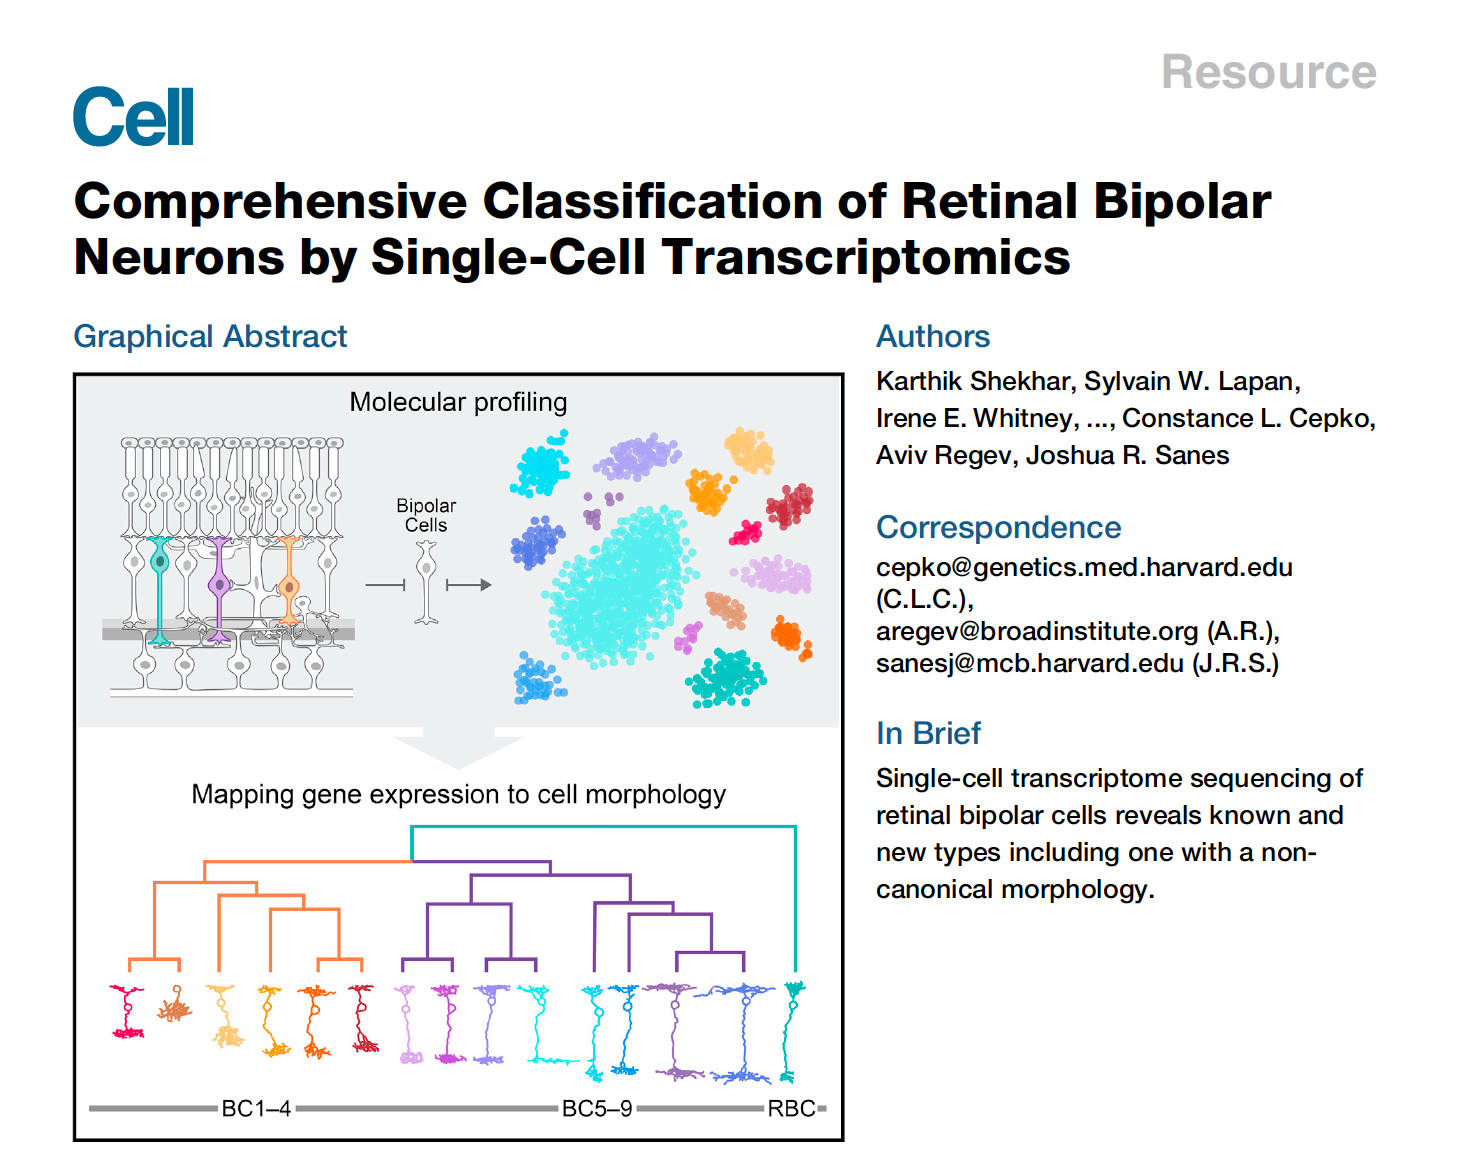 Resource
Cell
Comprehensive Classification of Retinal Bipolar
Neurons by Single-Cell Transcriptomics
Graphical Abstract
Molecular profiling
Bipolar
Cells
Mapping gene expression to cell morphology
BC1–4
BC5–9
RBC
Authors
Karthik Shekhar, Sylvain W. Lapan,
Irene E. Whitney, ..., Constance L. Cepko,
Aviv Regev, Joshua R. Sanes
Correspondence
cepko@genetics.med.harvard.edu
(C.L.C.),
aregev@broadinstitute.org (A.R.),
sanesj@mcb.harvard.edu (J.R.S.)
In Brief
Single-cell transcriptome sequencing of
retinal bipolar cells reveals known and
new types including one with a non-
canonical morphology.